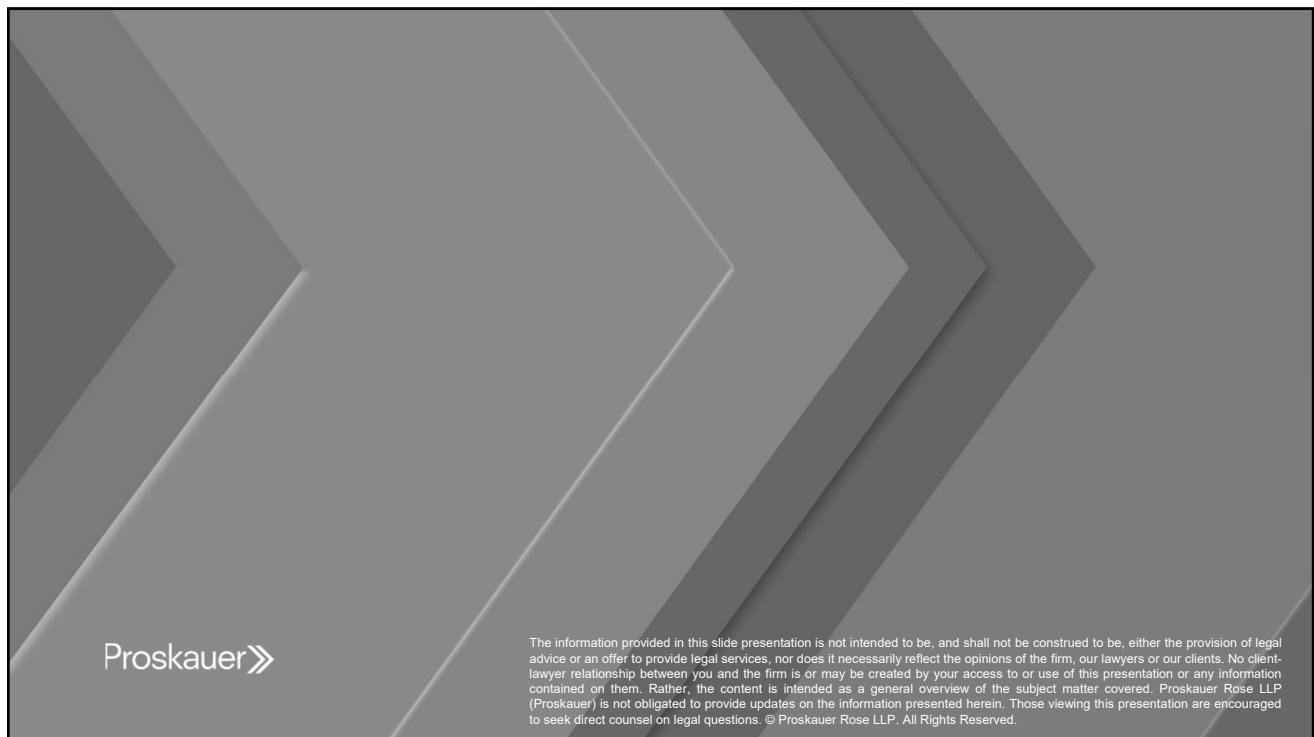 Proskauer»
The information provided in this slide presentation is not intended to be, and shall not be construed to be, either the provision of legal
advice or an offer to provide legal services, nor does it necessarily reflect the opinions of the firm, our lawyers or our clients. No client-
lawyer relationship between you and the firm is or may be created by your access to or use of this presentation or any information
contained on them. Rather, the content is intended as a general overview of the subject matter covered. Proskauer Rose LLP
(Proskauer) is not obligated to provide updates on the information presented herein. Those viewing this presentation are encouraged
to seek direct counsel on legal questions. © Proskauer Rose LLP. All Rights Reserved.